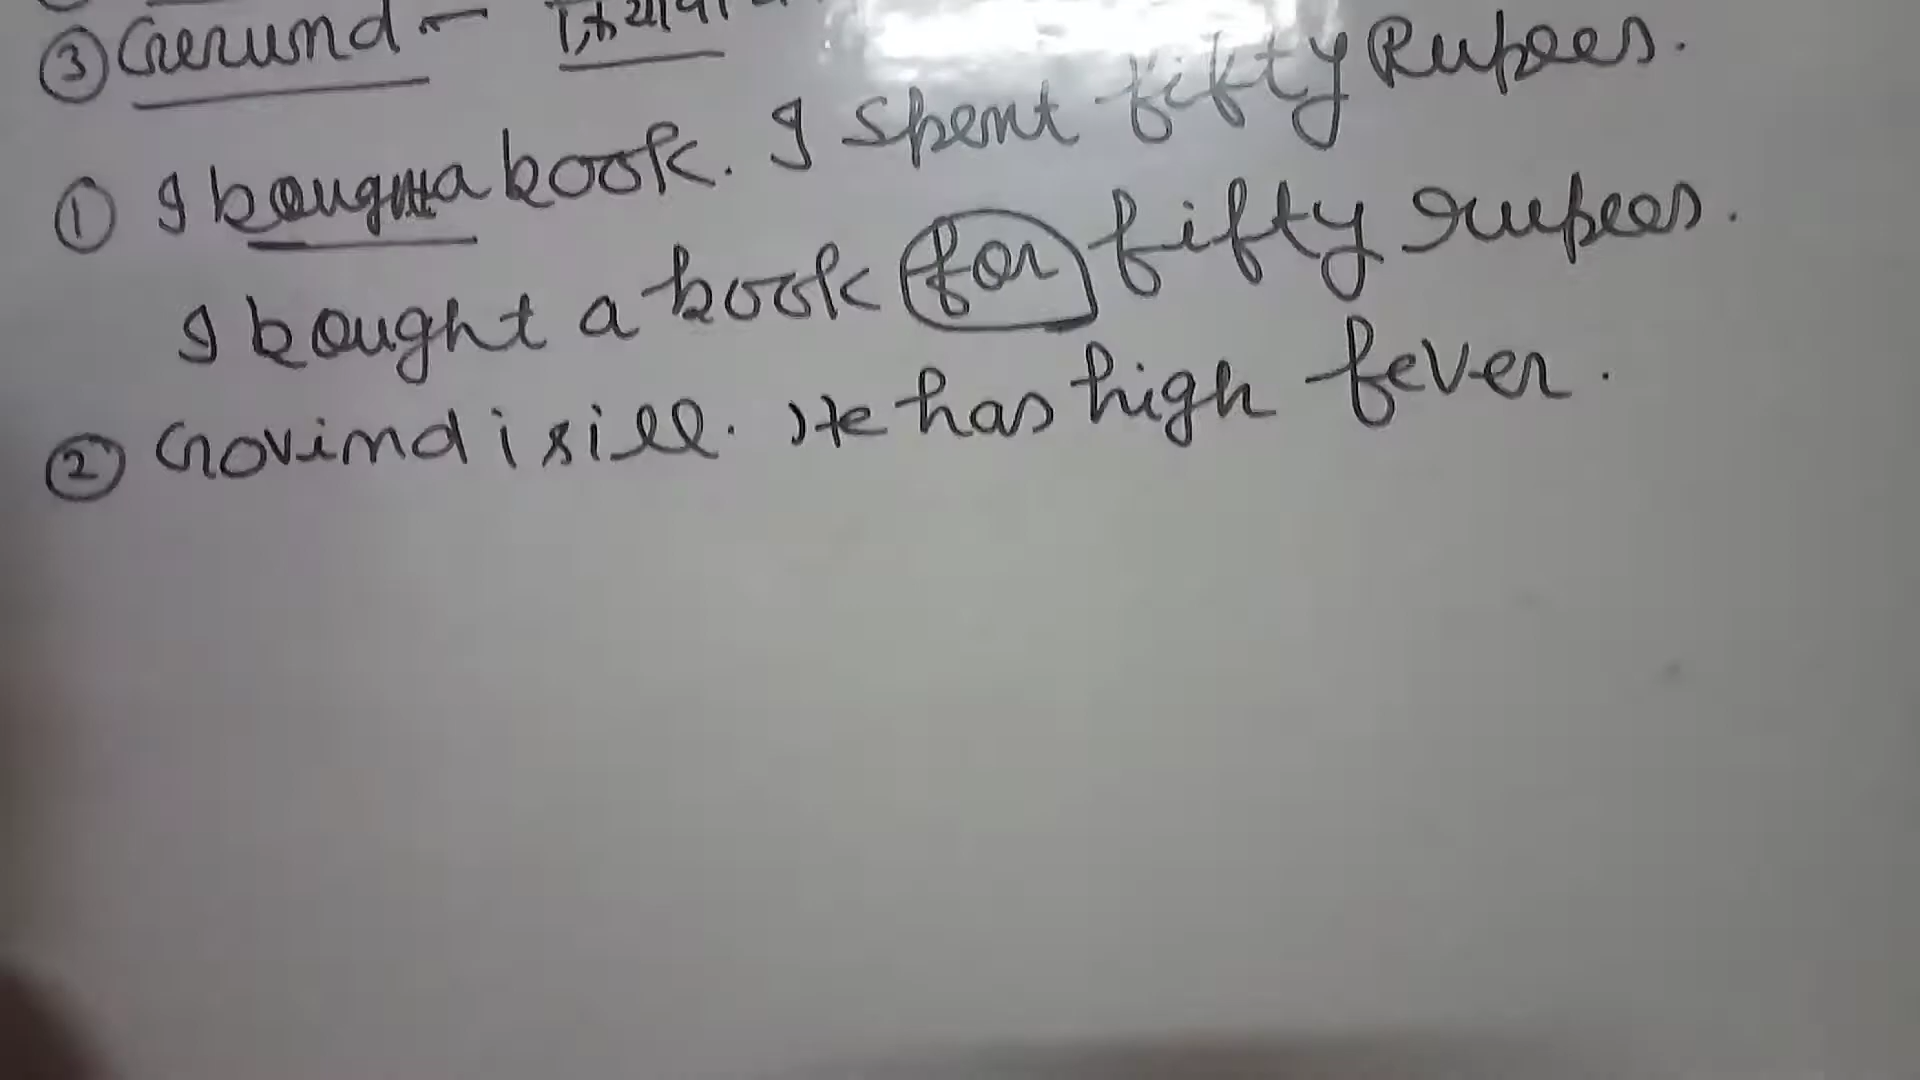 ③ Gerund -
① I bought a book. I spent fifty Rupees.
I bought a book for fifty rupees.
② Govind is ill. He has high fever.